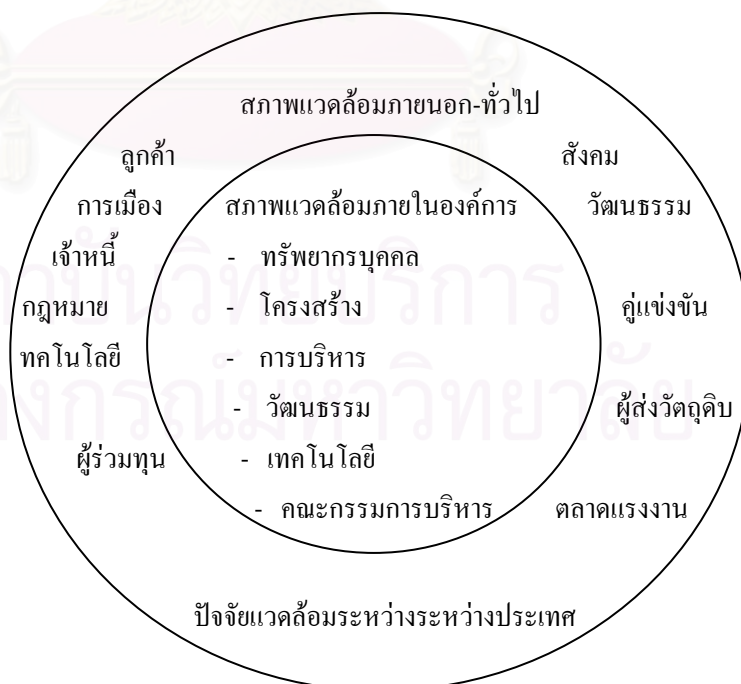 สภาพแวดล้อมภายนอก-ทั่วไป
ลูกค้า
สังคม
การเมือง
สภาพแวดล้อมภายในองค์การ
วัฒนธรรม
เจ้าหนี้
- ทรัพยากรบุคคล
กฎหมาย
- โครงสร้าง
คู่แข่งขัน
ทคโนโลยี
- การบริหาร
- วัฒนธรรม
ผู้ส่งวัตถุดิบ
ผู้ร่วมทุน
- เทคโนโลยี
- คณะกรรมการบริหาร
ตลาดแรงงาน
ปัจจัยแวดล้อมระหว่างระหว่างประเทศ